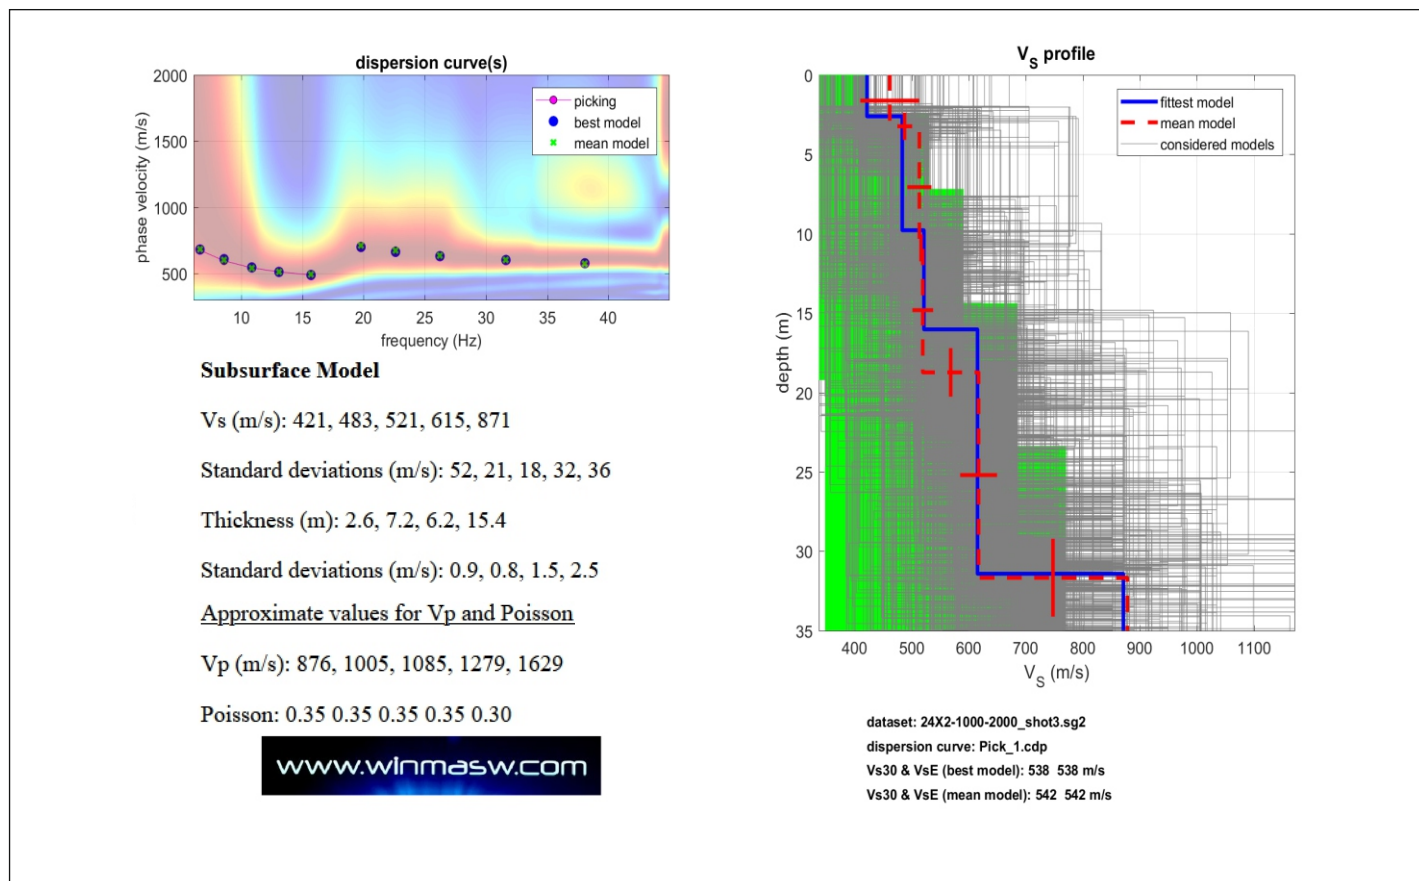 dispersion curve(s)
2000
1500
1000
500
phase velocity (m/s)
picking
best model
mean model
10 15 20 25 30 35 40
frequency (Hz)
Subsurface Model
Vs (m/s): 421, 483, 521, 615, 871
Standard deviations (m/s): 52, 21, 18, 32, 36
Thickness (m): 2.6, 7.2, 6.2, 15.4
Standard deviations (m/s): 0.9, 0.8, 1.5, 2.5
Approximate values for Vp and Poisson
Vp (m/s): 876, 1005, 1085, 1279, 1629
Poisson: 0.35 0.35 0.35 0.35 0.30
www.winmasw.com
VS profile
0
5
10
15
20
25
30
35
depth (m)
fittest model
mean model
considered models
400 500 600 700 800 900 1000 1100
VS (m/s)
dataset: 24X2-1000-2000_shot3.sg2
dispersion curve: Pick_1.cdp
Vs30 & VsE (best model): 538 538 m/s
Vs30 & VsE (mean model): 542 542 m/s